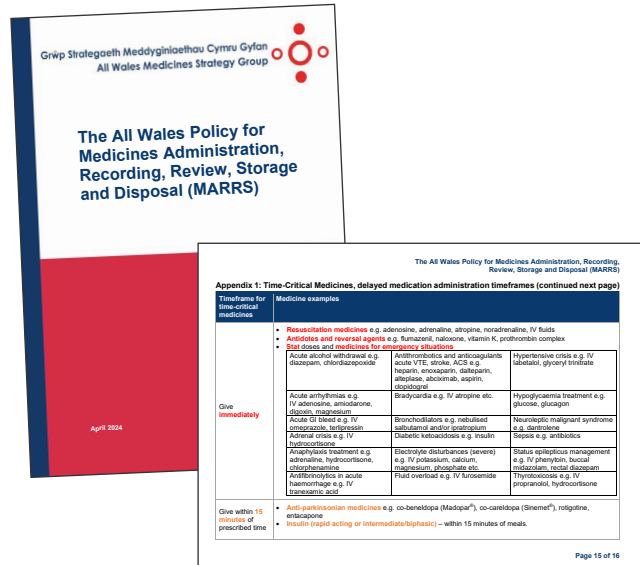 Grŵp Strategaeth Meddyginiaethau Cymru Gyfan
All Wales Medicines Strategy Group
The All Wales Policy for
Medicines Administration,
Recording, Review, Storage
and Disposal (MARRS)
April 2024
The All Wales Policy for Medicines Administration, Recording,
Review, Storage and Disposal (MARRS)
Appendix 1: Time-Critical Medicines, delayed medication administration timeframes (continued next page)
Timeframe for
time-critical
medicines
Medicine examples
Give
immediately
• Resuscitation medicines e.g. adenosine, adrenaline, atropine, noradrenaline, IV fluids
• Antidotes and reversal agents e.g. flumazenil, naloxone, vitamin K, prothrombin complex
• Stat doses and medicines for emergency situations
Acute alcohol withdrawal e.g.
diazepam, chlordiazepoxide
Antithrombotics and anticoagulants
acute VTE, stroke, ACS e.g.
heparin, enoxaparin, dalteparin,
alteplase, abciximab, aspirin,
clopidogrel
Hypertensive crisis e.g. IV
labetalol, glyceryl trinitrate
Acute arrhythmias e.g.
IV adenosine, amiodarone,
digoxin, magnesium
Bradycardia e.g. IV atropine etc.
Hypoglycaemia treatment e.g.
glucose, glucagon
Acute GI bleed e.g. IV
omeprazole, terlipressin
Bronchodilators e.g. nebulised
salbutamol and/or ipratropium
Neuroleptic malignant syndrome
e.g. dantrolene
Adrenal crisis e.g. IV
hydrocortisone
Diabetic ketoacidosis e.g. insulin
Sepsis e.g. antibiotics
Anaphylaxis treatment e.g.
adrenaline, hydrocortisone,
chlorphenamine
Electrolyte disturbances (severe)
e.g. IV potassium, calcium,
magnesium, phosphate etc.
Status epilepticus management
e.g. IV phenytoin, buccal
midazolam, rectal diazepam
Antifibrinolytics in acute
haemorrhage e.g. IV
tranexamic acid
Fluid overload e.g. IV furosemide
Thyrotoxicosis e.g. IV
propranolol, hydrocortisone
Give within 15
minutes of
prescribed time
• Anti-parkinsonian medicines e.g. co-beneldopa (Madopar®), co-careldopa (Sinemet®), rotigotine,
entacapone
• Insulin (rapid acting or intermediate/biphasic) – within 15 minutes of meals.
Page 15 of 16